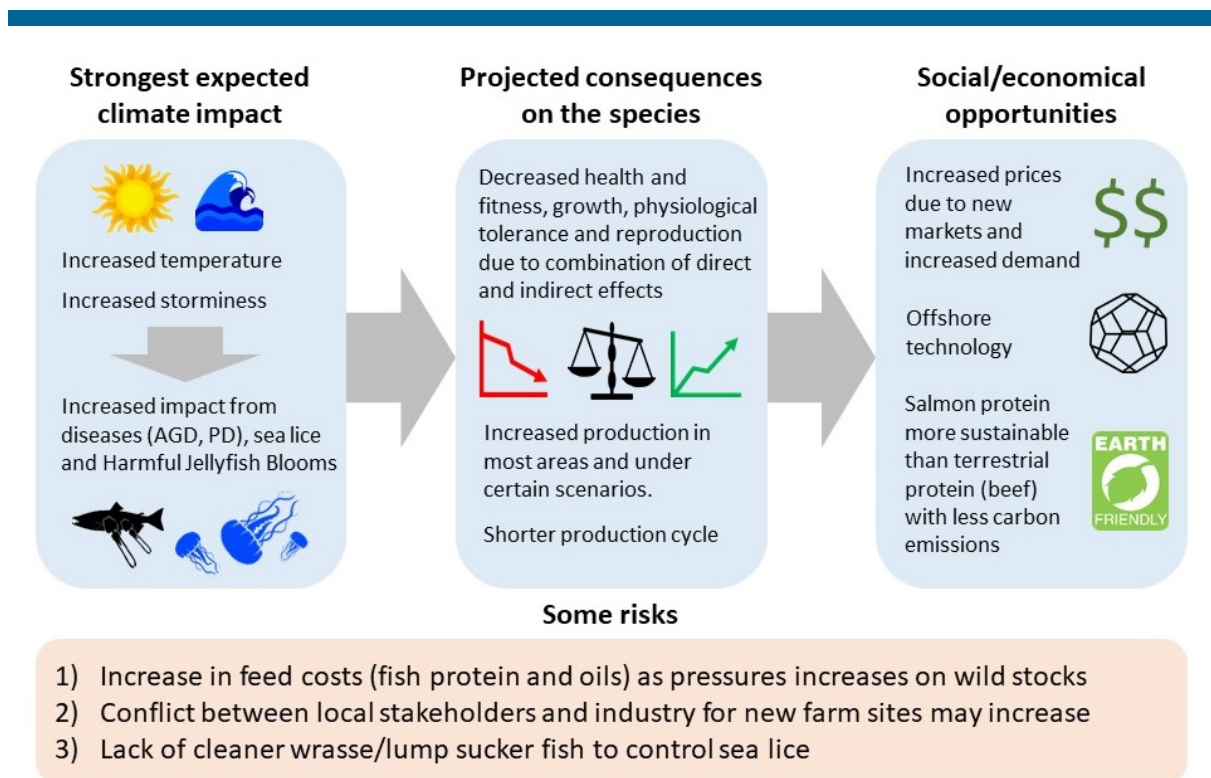 Strongest expected
climate impact
Increased temperature
Increased storminess
Increased impact from
diseases (AGD, PD), sea lice
and Harmful Jellyfish Blooms
Projected consequences
on the species
Decreased health and
fitness, growth, physiological
tolerance and reproduction
due to combination of direct
and indirect effects
Increased production in
most areas and under
certain scenarios.
Shorter production cycle
Social/economical
opportunities
Increased prices
due to new
markets and
increased demand
$$
Offshore
technology
Salmon protein
more sustainable
than terrestrial
protein (beef)
with less carbon
emissions
EARTH
FRIENDLY
Some risks
1) Increase in feed costs (fish protein and oils) as pressures increases on wild stocks
2) Conflict between local stakeholders and industry for new farm sites may increase
3) Lack of cleaner wrasse/lump sucker fish to control sea lice